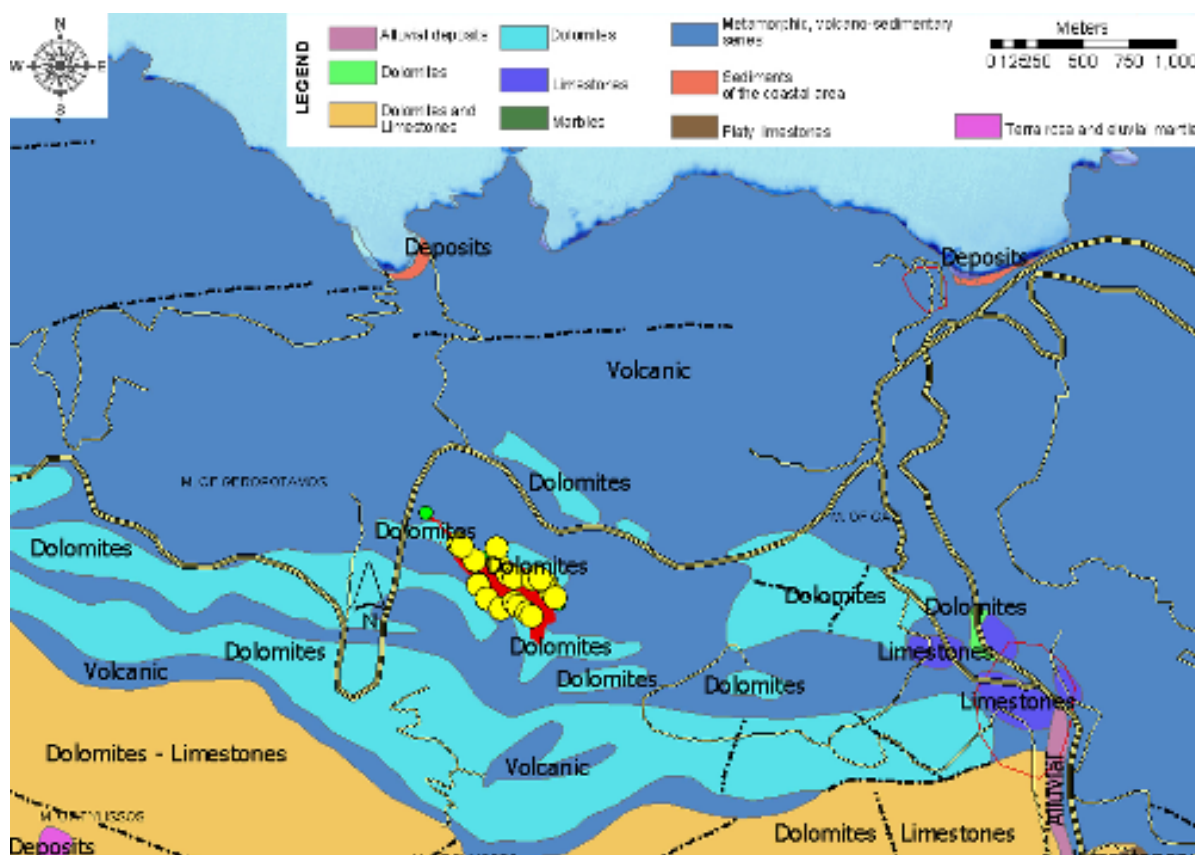 N
W
E
S
LEGEND
Alluvial deposits
Dolomites
Dolomites and
Limestones
Dolomites
Limestones
Marbles
Metamorphic, volcano-sedimentary
series
Sediments
of the coastal area
Platy limestones
Meters
0 125 250 500 750 1,000
Terra rosa and eluvial mantle
Deposits
Deposits
Volcanic
M. OF GEROPOTAMOS
Dolomites
Dolomites
Dolomites
Dolomites
Dolomites
Dolomites
N
Dolomites
Dolomites
Limestones
Volcanic
Dolomites
Dolomites
Limestones
Dolomites - Limestones
Volcanic
Alluvial
Dolomites
Limestones
Deposits